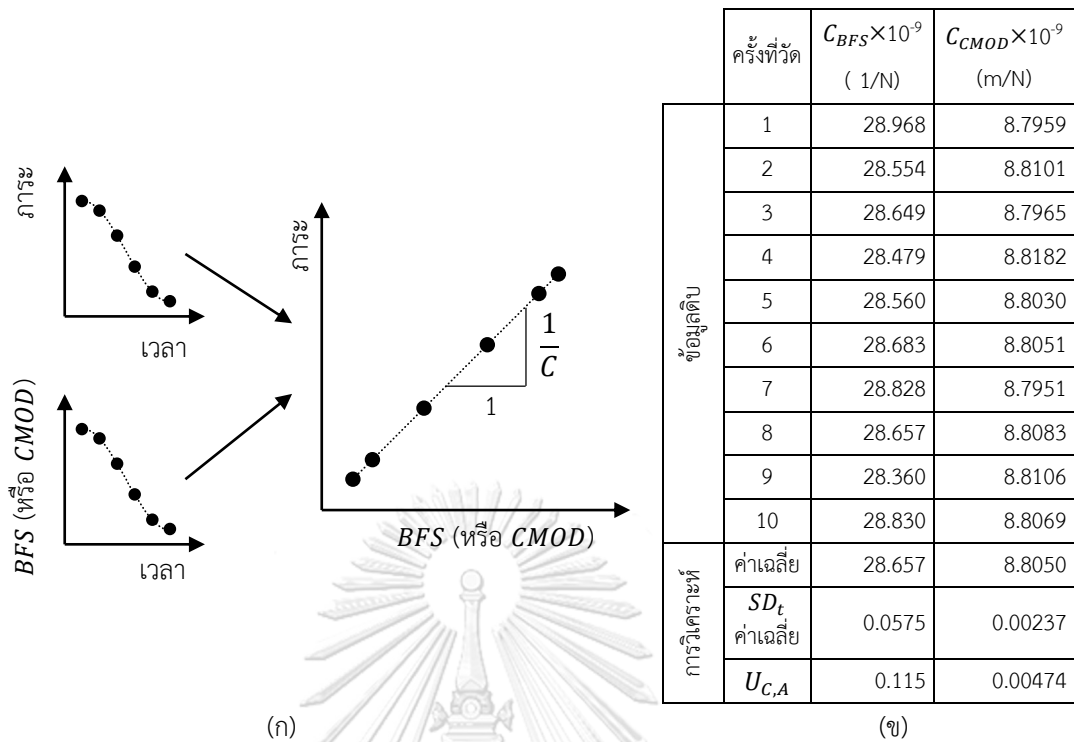 ภาระ
เวลา
BFS (หรือ CMOD)
เวลา
ภาระ
1/C
1
BFS (หรือ CMOD)
(ก)
ครั้งที่วัด C_BFS×10⁻⁹ ( 1/N) C_CMOD×10⁻⁹ (m/N)
ข้อมูลดิบ
1 28.968 8.7959
2 28.554 8.8101
3 28.649 8.7965
4 28.479 8.8182
5 28.560 8.8030
6 28.683 8.8051
7 28.828 8.7951
8 28.657 8.8083
9 28.360 8.8106
10 28.830 8.8069
การวิเคราะห์
ค่าเฉลี่ย 28.657 8.8050
SD_t ค่าเฉลี่ย 0.0575 0.00237
U_C,A 0.115 0.00474
(ข)